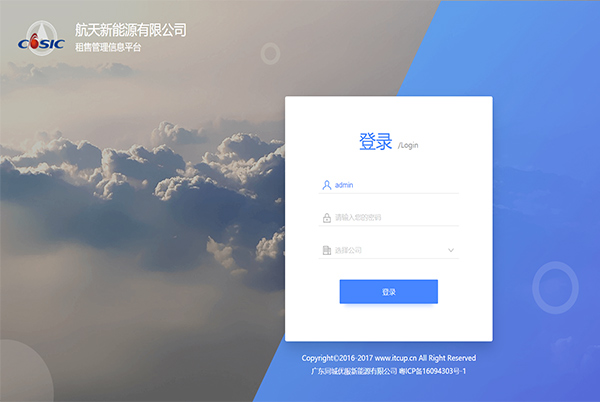 航天新能源有限公司
CASIC
租售管理信息平台
登录 /Login
admin
请输入您的密码
选择公司
登录
Copyright©2016-2017 www.itcup.cn All Right Reserved
广东同城优服新能源有限公司 粤ICP备16094303号-1